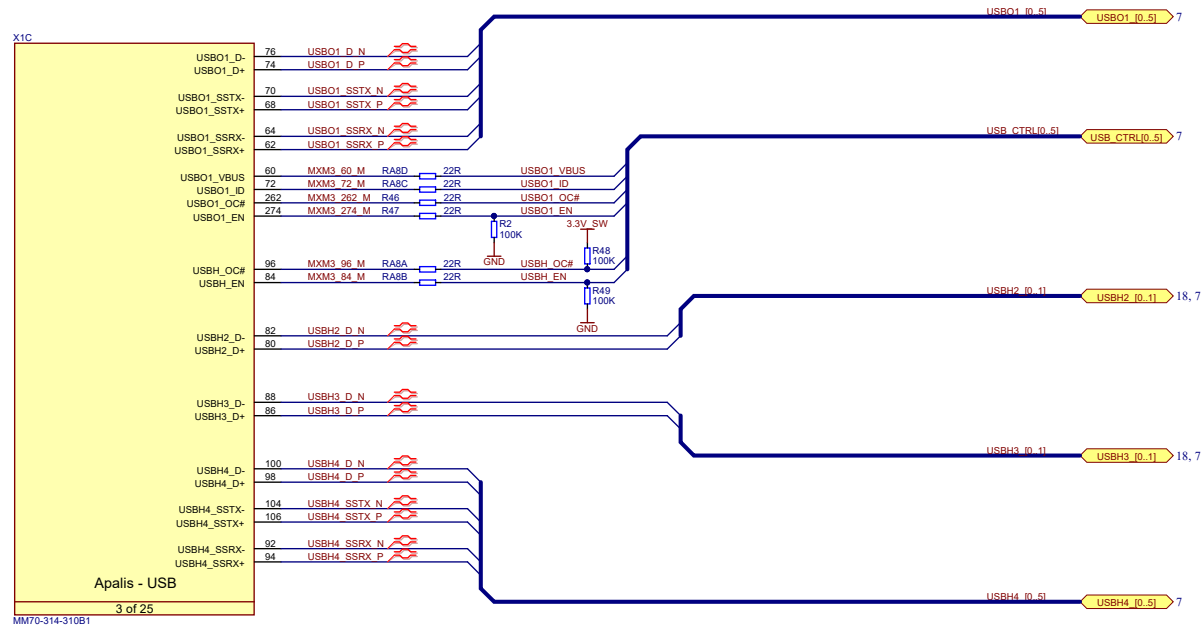 USBO1_[0..5] USBO1_[0..5] 7
X1C
USBO1_D- 76 USBO1_D_N
USBO1_D+ 74 USBO1_D_P
USBO1_SSTX- 70 USBO1_SSTX_N
USBO1_SSTX+ 68 USBO1_SSTX_P
USBO1_SSRX- 64 USBO1_SSRX_N
USB_CTRL[0..5] USB_CTRL[0..5] 7
USBO1_SSRX+ 62 USBO1_SSRX_P
USBO1_VBUS 60 MXM3_60_M RA8D 22R USBO1_VBUS
USBO1_ID 72 MXM3_72_M RA8C 22R USBO1_ID
USBO1_OC# 262 MXM3_262_M R46 22R USBO1_OC#
USBO1_EN 274 MXM3_274_M R47 22R USBO1_EN
R2 3.3V_SW
100K
R48
GND 100K
USBH_OC# 96 MXM3_96_M RA8A 22R USBH_OC#
USBH_EN 84 MXM3_84_M RA8B 22R USBH_EN
R49
100K
USBH2_[0..1] USBH2_[0..1] 18, 7
GND
USBH2_D- 82 USBH2_D_N
USBH2_D+ 80 USBH2_D_P
USBH3_D- 88 USBH3_D_N
USBH3_D+ 86 USBH3_D_P
USBH3_[0..1] USBH3_[0..1] 18, 7
USBH4_D- 100 USBH4_D_N
USBH4_D+ 98 USBH4_D_P
USBH4_SSTX- 104 USBH4_SSTX_N
USBH4_SSTX+ 106 USBH4_SSTX_P
USBH4_SSRX- 92 USBH4_SSRX_N
USBH4_SSRX+ 94 USBH4_SSRX_P
Apalis - USB
USBH4_[0..5] USBH4_[0..5] 7
3 of 25
MM70-314-310B1